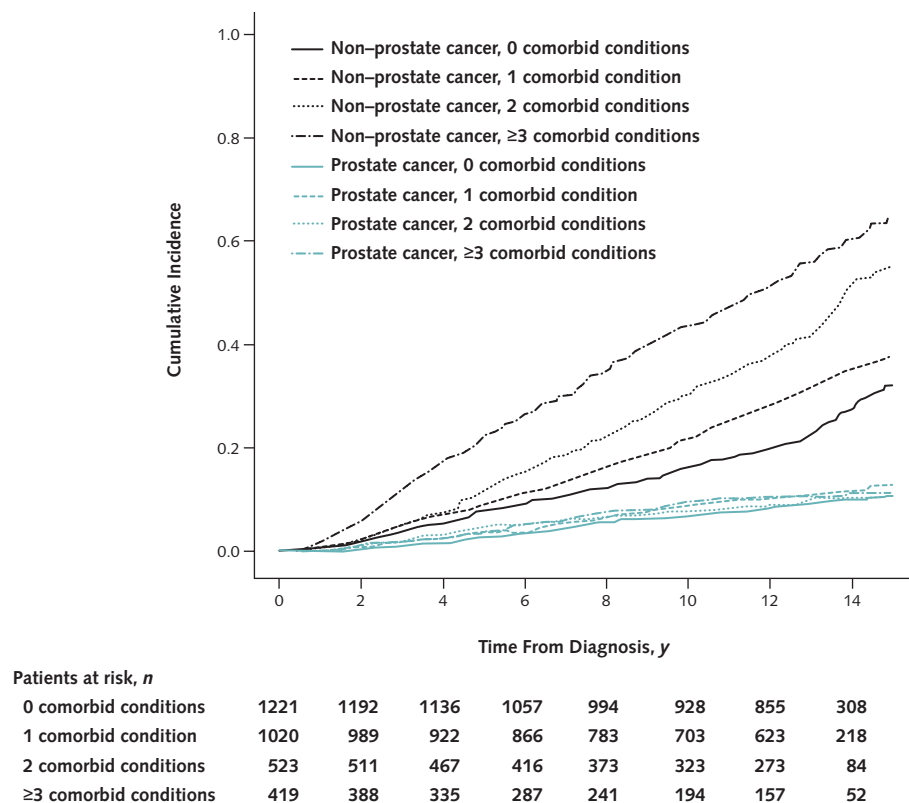 1.0
0.8
0.6
0.4
0.2
0.0
Cumulative Incidence
Non–prostate cancer, 0 comorbid conditions
Non–prostate cancer, 1 comorbid condition
Non–prostate cancer, 2 comorbid conditions
Non–prostate cancer, ≥3 comorbid conditions
Prostate cancer, 0 comorbid conditions
Prostate cancer, 1 comorbid condition
Prostate cancer, 2 comorbid conditions
Prostate cancer, ≥3 comorbid conditions
0 2 4 6 8 10 12 14
Time From Diagnosis, y
Patients at risk, n
0 comorbid conditions 1221 1192 1136 1057 994 928 855 308
1 comorbid condition 1020 989 922 866 783 703 623 218
2 comorbid conditions 523 511 467 416 373 323 273 84
≥3 comorbid conditions 419 388 335 287 241 194 157 52